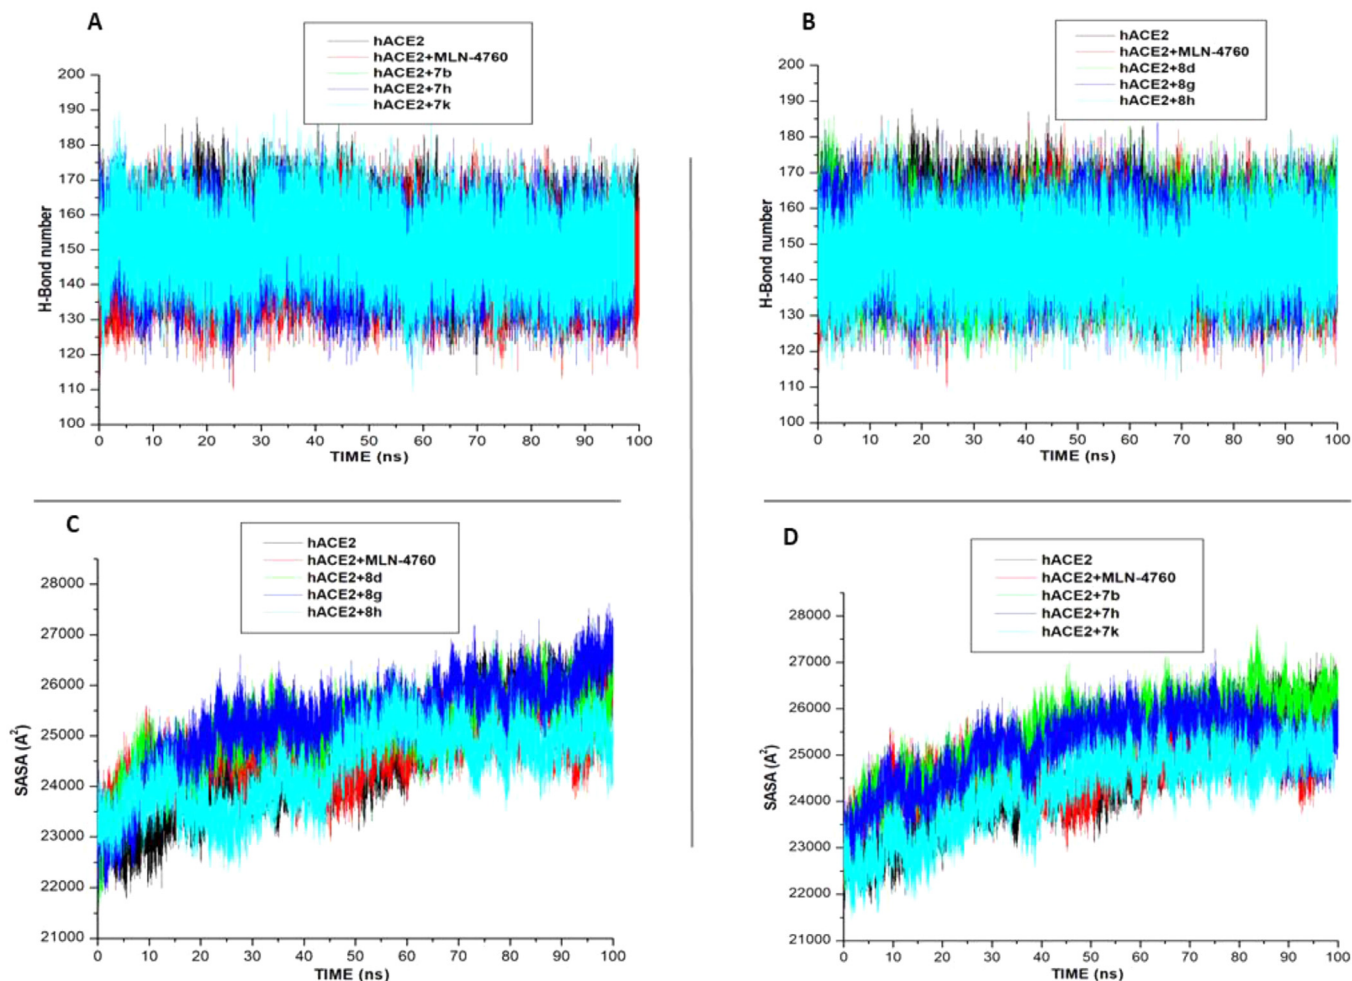 A
hACE2
hACE2+MLN-4760
hACE2+7b
hACE2+7h
hACE2+7k
200
190
180
170
160
150
140
130
120
110
100
H-Bond number
0 10 20 30 40 50 60 70 80 90 100
TIME (ns)
B
hACE2
hACE2+MLN-4760
hACE2+8d
hACE2+8g
hACE2+8h
200
190
180
170
160
150
140
130
120
110
100
H-Bond number
0 10 20 30 40 50 60 70 80 90 100
TIME (ns)
C
hACE2
hACE2+MLN-4760
hACE2+8d
hACE2+8g
hACE2+8h
28000
27000
26000
25000
24000
23000
22000
21000
SASA (A²)
0 10 20 30 40 50 60 70 80 90 100
TIME (ns)
D
hACE2
hACE2+MLN-4760
hACE2+7b
hACE2+7h
hACE2+7k
28000
27000
26000
25000
24000
23000
22000
21000
SASA (A²)
0 10 20 30 40 50 60 70 80 90 100
TIME (ns)